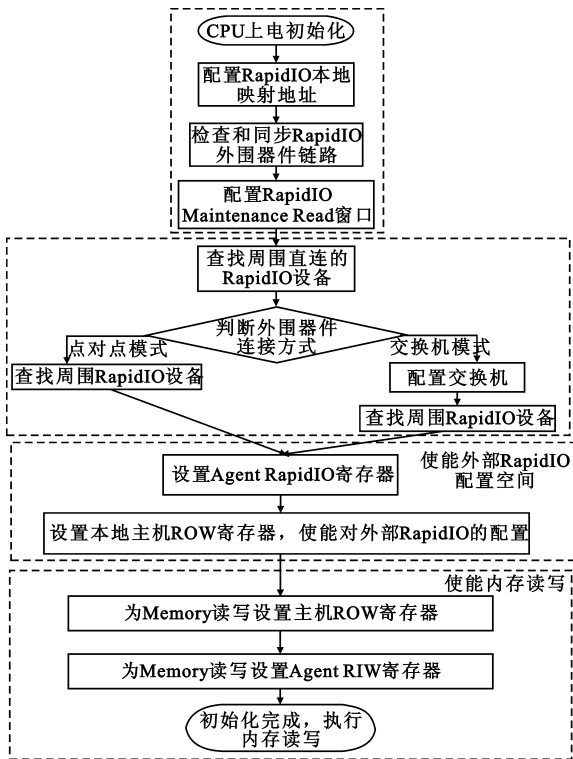 CPU上电初始化
配置RapidIO本地
映射地址
检查和同步RapidIO
外围器件链路
配置RapidIO
Maintenance Read窗口
查找周围直连的
RapidIO设备
判断外围器件
连接方式
点对点模式
交换机模式
查找周围RapidIO设备
配置交换机
查找周围RapidIO设备
使能外部RapidIO
配置空间
设置Agent RapidIO寄存器
设置本地主机ROW寄存器，使能对外部RapidIO的配置
使能内存读写
为Memory读写设置主机ROW寄存器
为Memory读写设置Agent RIW寄存器
初始化完成，执行
内存读写